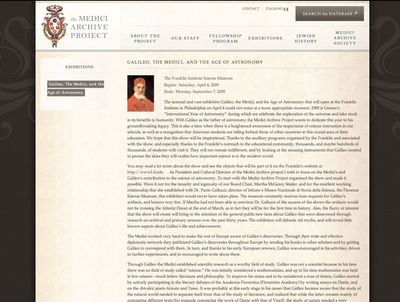 the MEDICI
ARCHIVE
PROJECT
CONTACT
ITALIANO
SEARCH the DATABASE
ABOUT THE
PROJECT
OUR STAFF
FELLOWSHIP
PROGRAM
EXHIBITIONS
JEWISH
HISTORY
MEDICI
ARCHIVE
SOCIETY
EXHIBITIONS
Galileo, The Medici, and the
Age of Astronomy
GALILEO, THE MEDICI, AND THE AGE OF ASTRONOMY
The Franklin Institute Science Museum
Begins: Saturday, April 4, 2009
Ends: Monday, September 7, 2009
The seminal and rare exhibition Galileo, the Medici, and the Age of Astronomy that will open at the Franklin
Institute in Philadelphia on April 4 could not come at a more appropriate moment. 2009 is Unesco's
"International Year of Astronomy" during which we celebrate the exploration of the universe and take stock
in its benefits to humanity. With Galileo as the father of astronomy the Medici Archive Project wants to dedicate this year to his
groundbreaking legacy. This is also a time when there is a heightened awareness of the importance of science instruction in our
schools, as well as a recognition that American students are falling behind those of other countries in this crucial area of their
education. We hope that this show will be inspirational. Thanks to the ancillary programs organized by the Franklin and associated
with the show, and especially thanks to the Franklin's outreach to the educational community, thousands, and maybe hundreds of
thousands, of students will visit it. They will not remain indifferent, and by looking at the amazing instruments that Galileo created
to peruse the skies they will realize how important science is to the modern world.
You may read a lot more about the show and see the objects that will be part of it on the Franklin's website at
As President and Cultural Director of the Medici Archive project I wish to focus on the Medici's and
Galileo's contribution to the science of astronomy. To start with the Medici Archive Project organized the show and made it
possible. Were it not for the tenacity and ingenuity of our Board Chair, Martha McGeary Snider, and for the excellent working
relationship that she established with Dr. Paolo Galluzzi, director of Istituto e Museo Nazionale di Storia della Scienza, the Florence
Science Museum, the exhibition would never have taken place. The museum constantly receives loan requests for Galileo's
artifacts, and honors very few. If Martha had not been able to convince Dr. Galluzzi of the success of the show the artifacts would
not be crossing the Atlantic Ocean at the end of March, as in fact they will be for the first time in history. Also, the flurry of interest
that the show will create will bring to the attention of the general public new facts about Galileo that were discovered through
research on archival and primary sources over the past thirty years. The exhibition will debunk old myths, and will reveal little
known aspects about Galileo's life and achievements.
The Medici worked very hard to make the rest of Europe aware of Galileo's discoveries. Through their wide and effective
diplomatic network they publicized Galileo's discoveries throughout Europe by sending his books to other scholars and by getting
Galileo to correspond with them. In turn, and thanks to his early European renown, Galileo was encouraged in his activities, driven
to further experiments, and to encouraged to write about them.
Through Galileo the Medici established scientific research as a worthy field of study. Galileo was not a scientist because in his time
there was no field of study called "science." He was initially considered a mathematician, and up to his time mathematics was held
in low esteem—much below literature and philosophy. To improve his status and to be considered a man of letters, Galileo started
by actively participating in the literary debates of the Accademia Fiorentina (Florentine Academy) by writing essays on Dante, and
on the chivalric poets Ariosto and Tasso. It was probably at this early stage in his career that Galileo became aware that the study of
the natural world needed to separate itself from that of the study of literature, and realized that while the latter consists mainly of